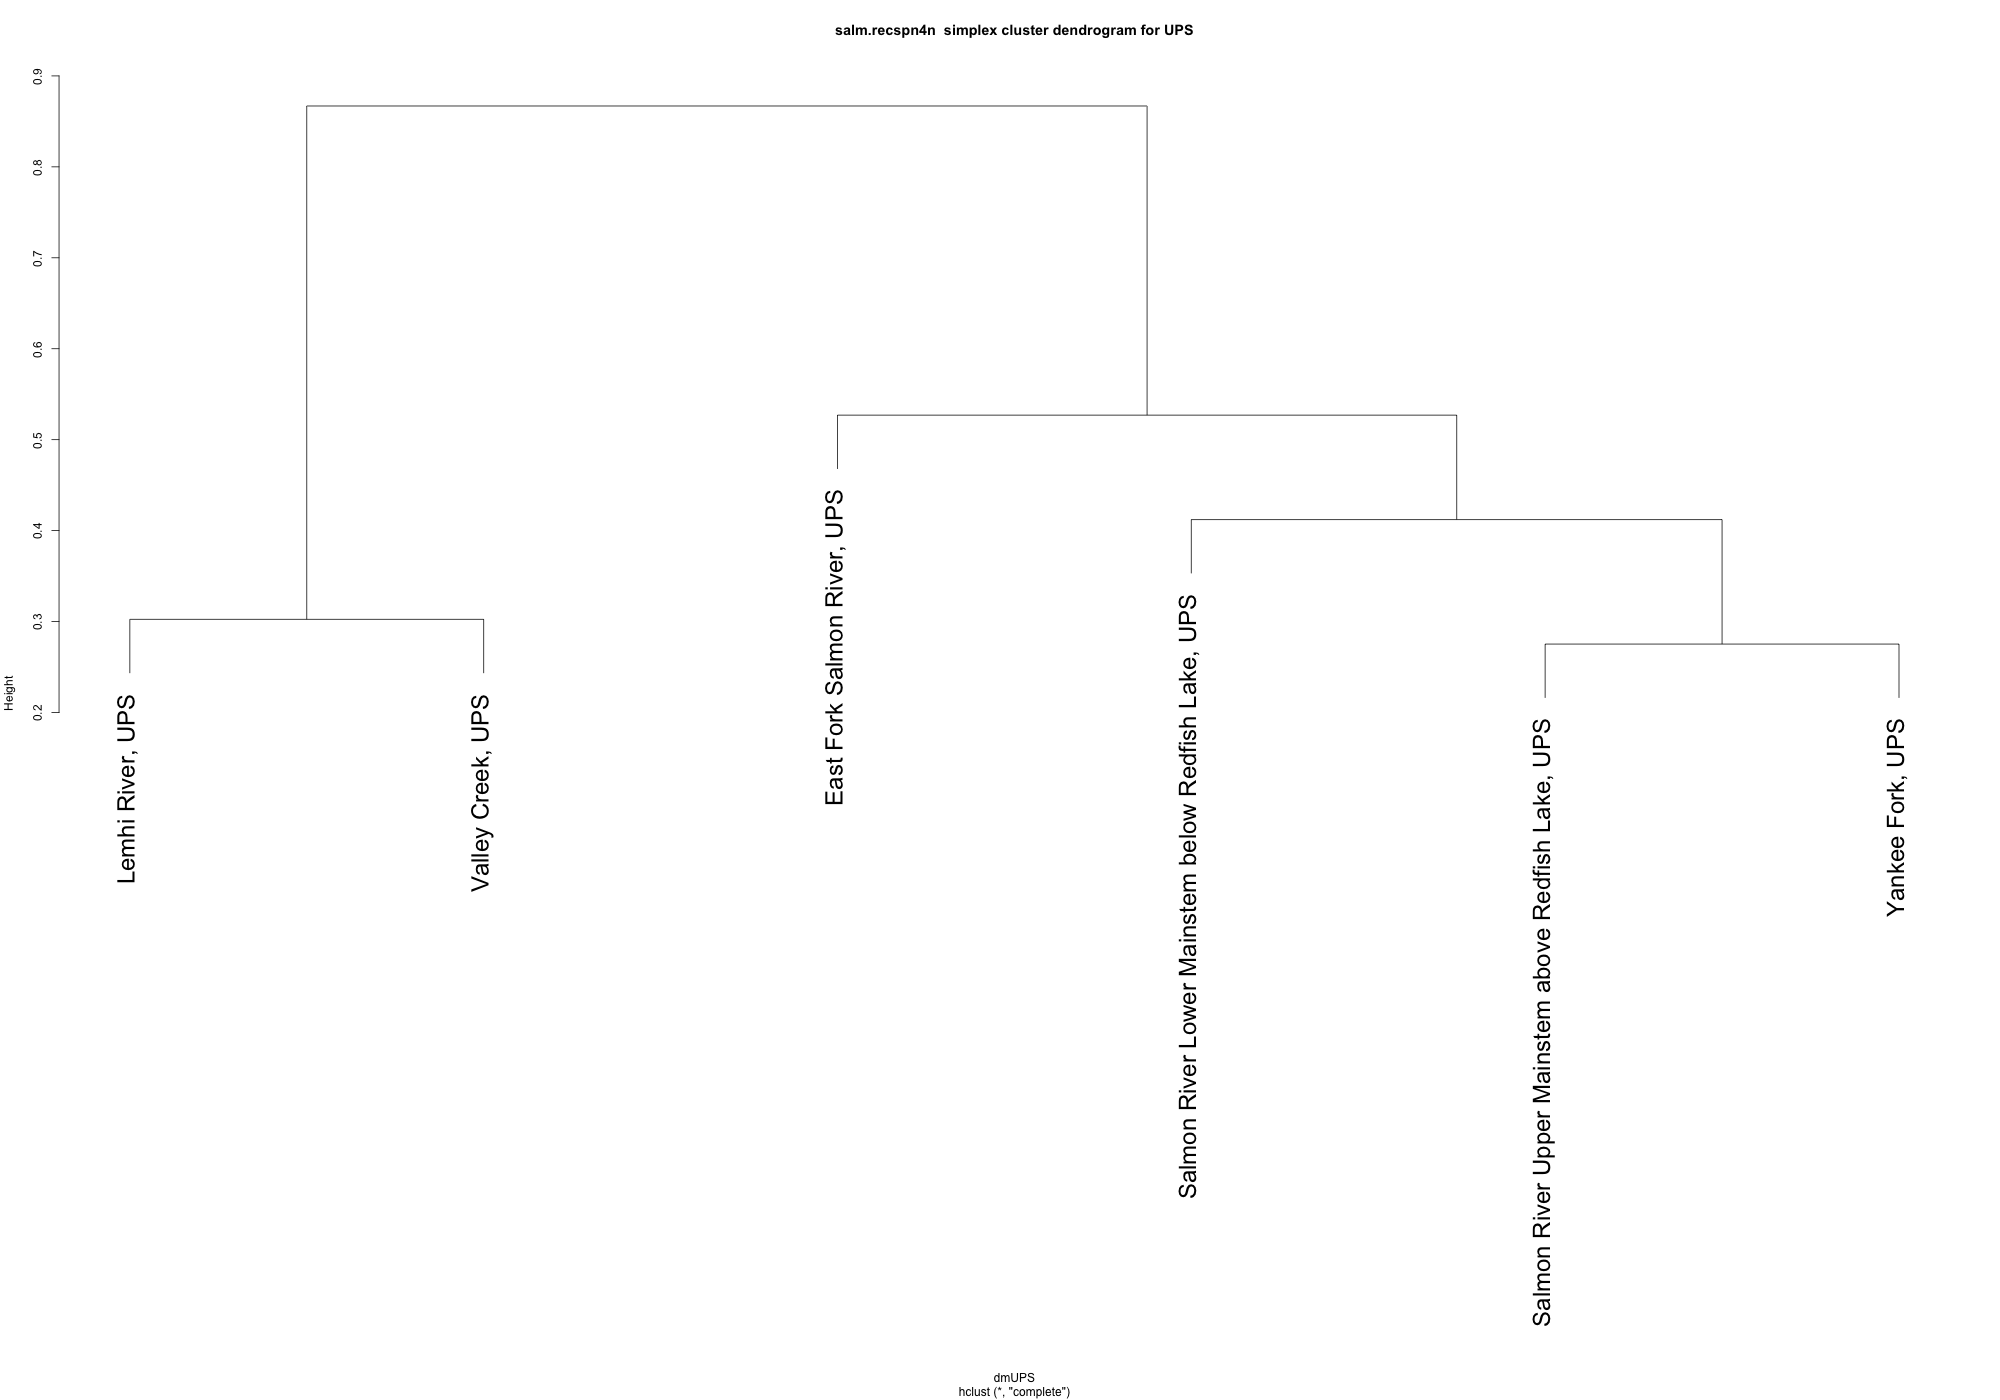 salm.recspn4n  simplex cluster dendrogram for UPS
0.9
0.8
0.7
0.6
0.5
0.4
0.3
0.2
Height
Lemhi River, UPS
Valley Creek, UPS
East Fork Salmon River, UPS
Salmon River Lower Mainstem below Redfish Lake, UPS
Salmon River Upper Mainstem above Redfish Lake, UPS
Yankee Fork, UPS
dmUPS
hclust (*, "complete")